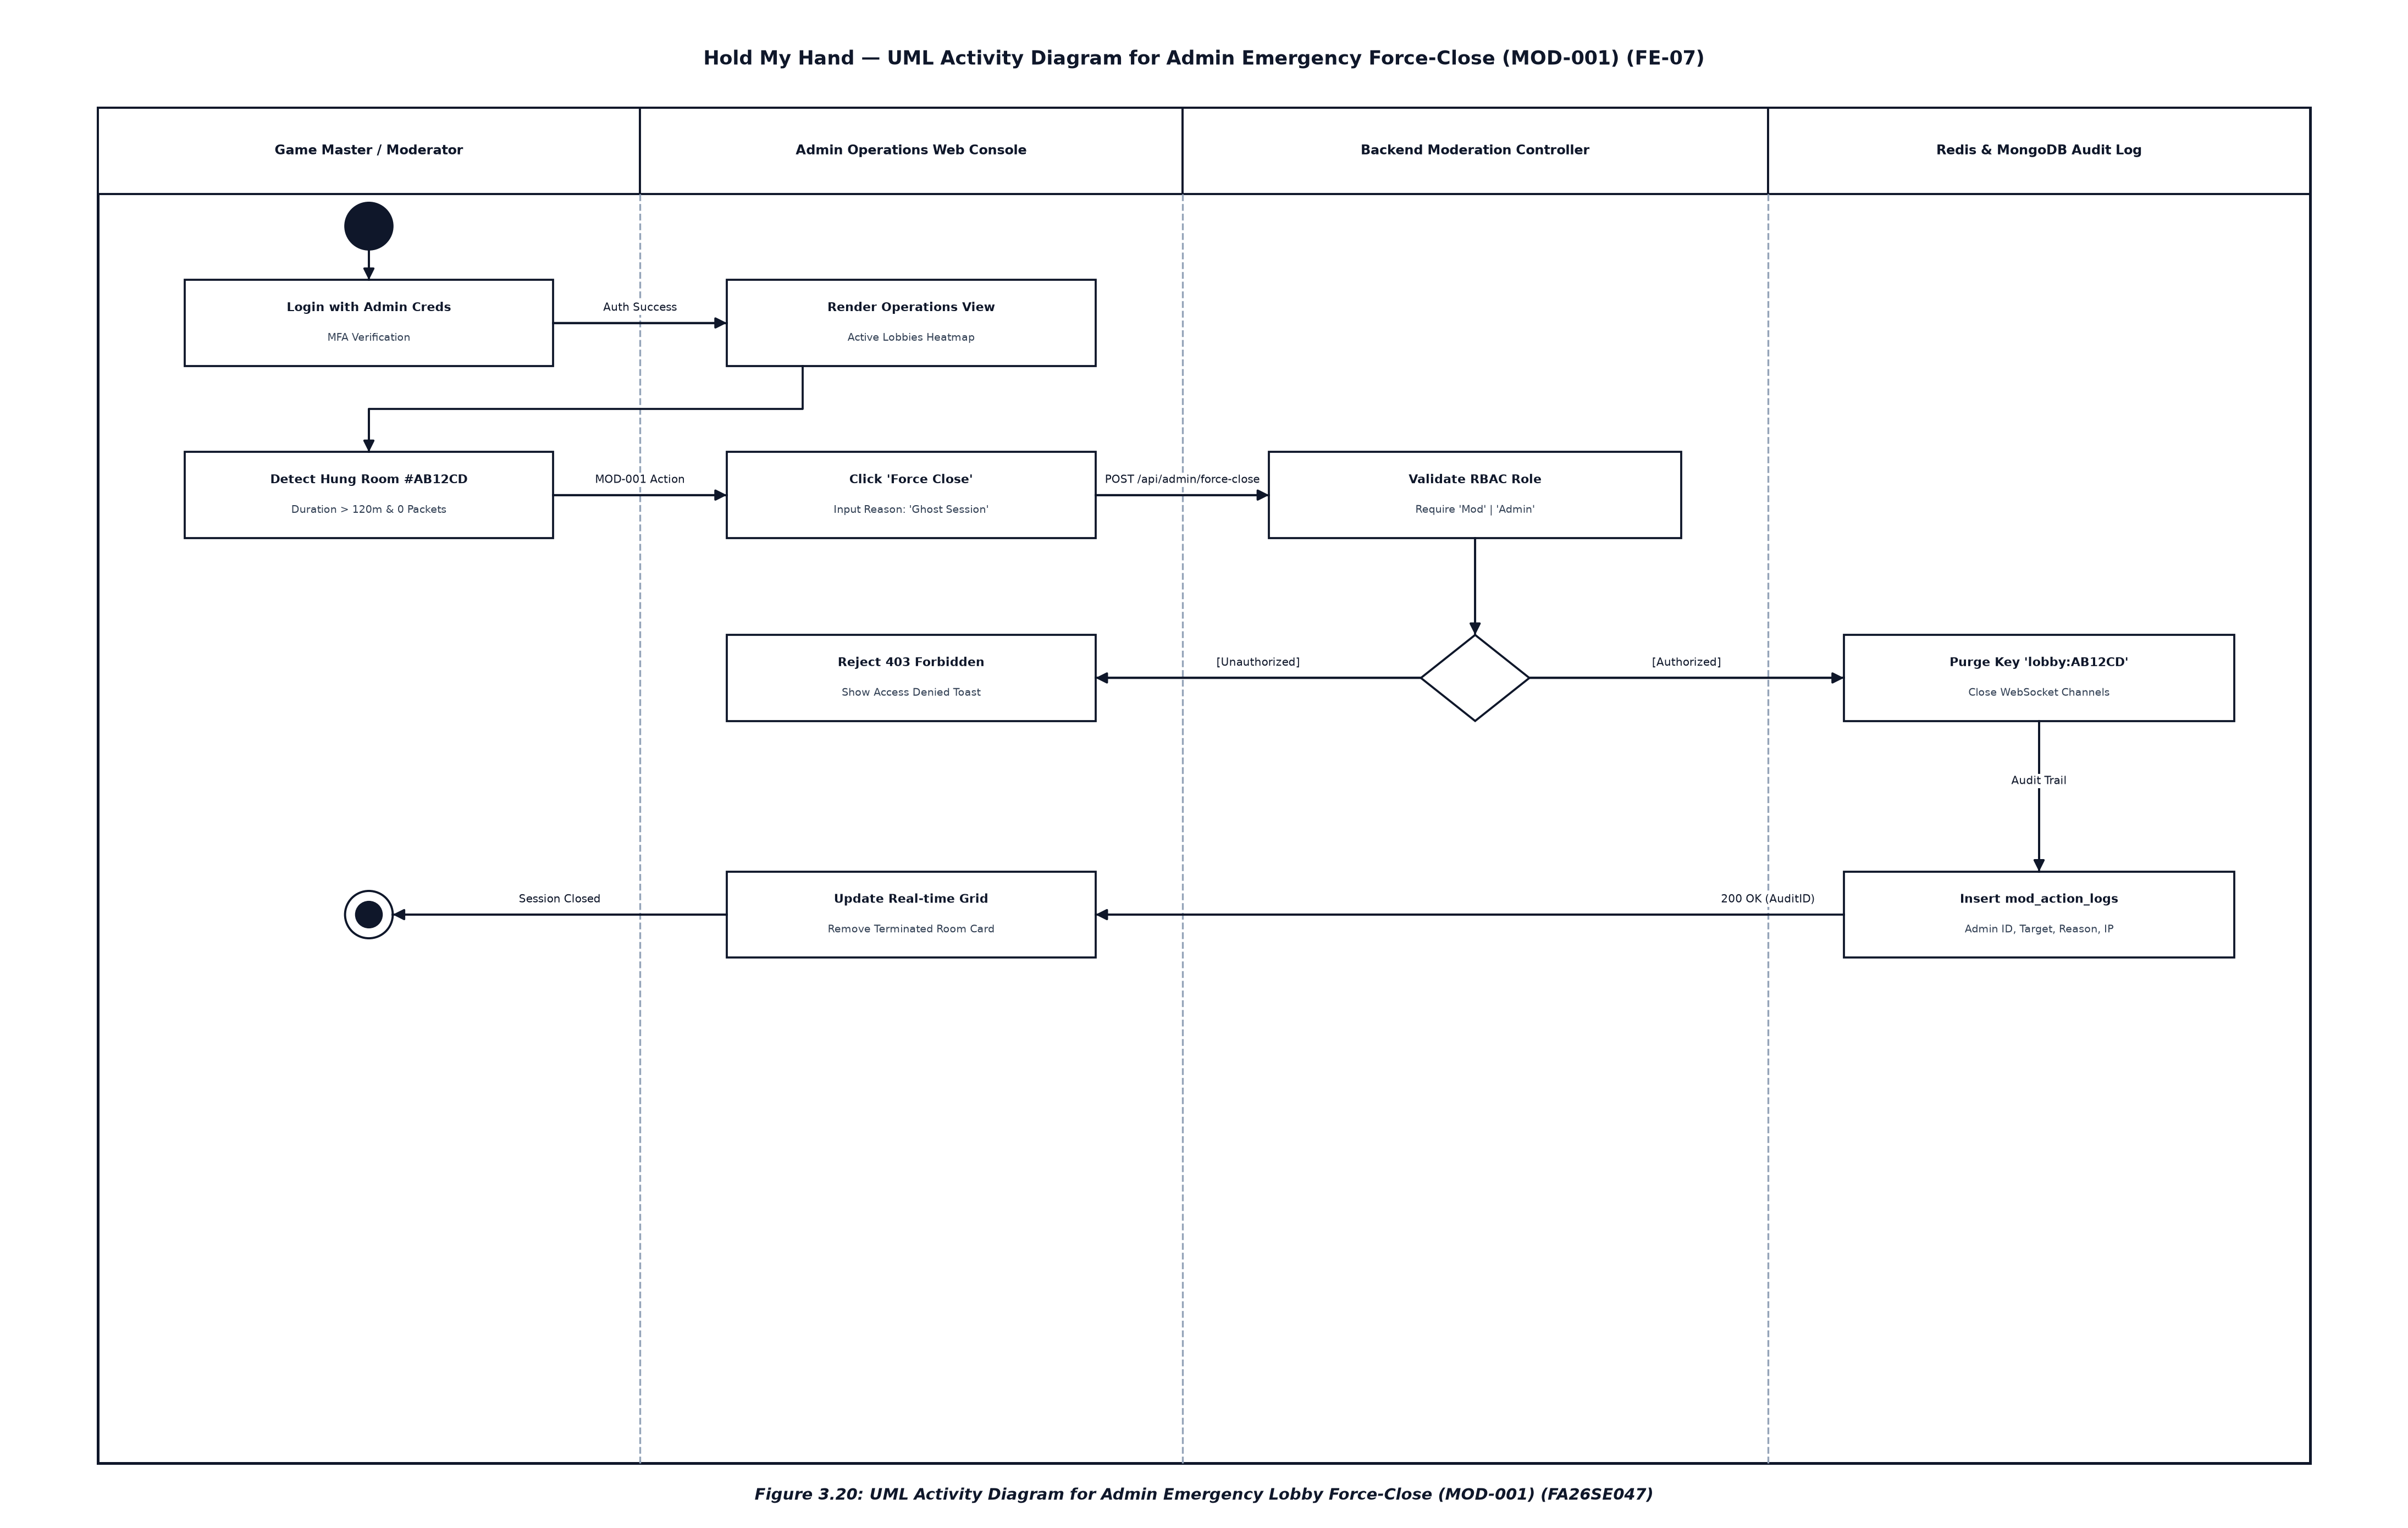 Hold My Hand — UML Activity Diagram for Admin Emergency Force-Close (MOD-001) (FE-07)
Game Master / Moderator
Admin Operations Web Console
Backend Moderation Controller
Redis & MongoDB Audit Log
Login with Admin Creds
MFA Verification
Auth Success
Render Operations View
Active Lobbies Heatmap
Detect Hung Room #AB12CD
Duration > 120m & 0 Packets
MOD-001 Action
Click 'Force Close'
Input Reason: 'Ghost Session'
POST /api/admin/force-close
Validate RBAC Role
Require 'Mod' | 'Admin'
Reject 403 Forbidden
Show Access Denied Toast
[Unauthorized]
[Authorized]
Purge Key 'lobby:AB12CD'
Close WebSocket Channels
Audit Trail
Session Closed
Update Real-time Grid
Remove Terminated Room Card
200 OK (AuditID)
Insert mod_action_logs
Admin ID, Target, Reason, IP
Figure 3.20: UML Activity Diagram for Admin Emergency Lobby Force-Close (MOD-001) (FA26SE047)